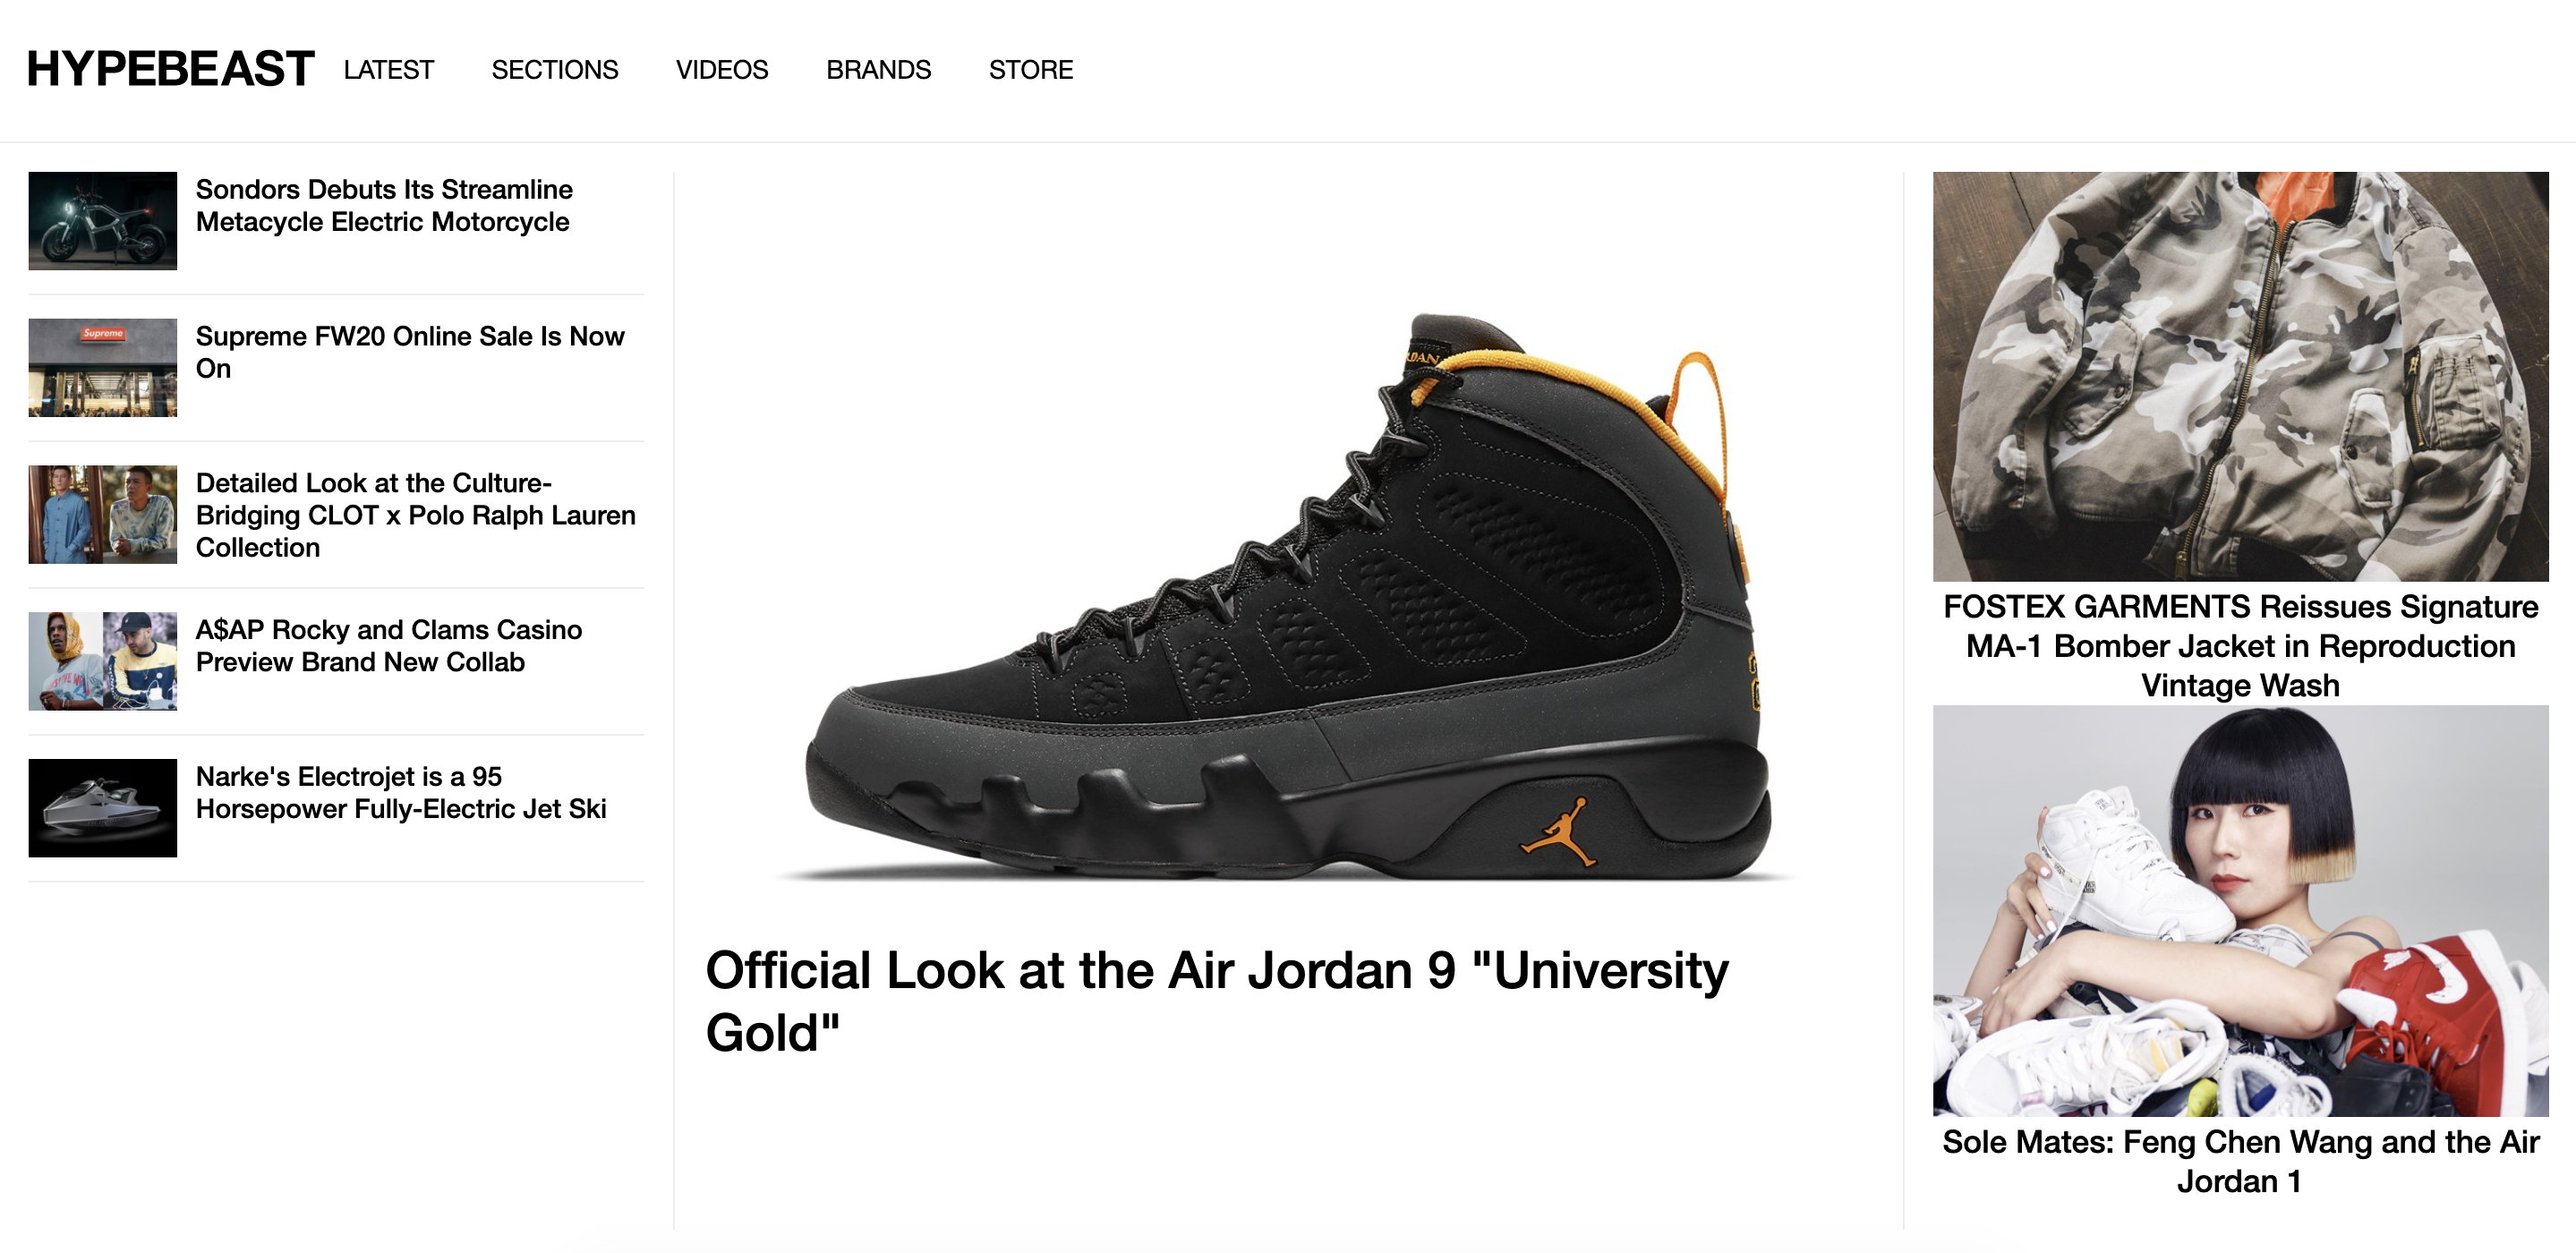 HYPEBEAST
LATEST
SECTIONS
VIDEOS
BRANDS
STORE
Sondors Debuts Its Streamline
Metacycle Electric Motorcycle
Supreme
Supreme FW20 Online Sale Is Now
On
Detailed Look at the Culture-
Bridging CLOT x Polo Ralph Lauren
Collection
A$AP Rocky and Clams Casino
Preview Brand New Collab
Narke's Electrojet is a 95
Horsepower Fully-Electric Jet Ski
Official Look at the Air Jordan 9 "University
Gold"
FOSTEX GARMENTS Reissues Signature
MA-1 Bomber Jacket in Reproduction
Vintage Wash
Sole Mates: Feng Chen Wang and the Air
Jordan 1